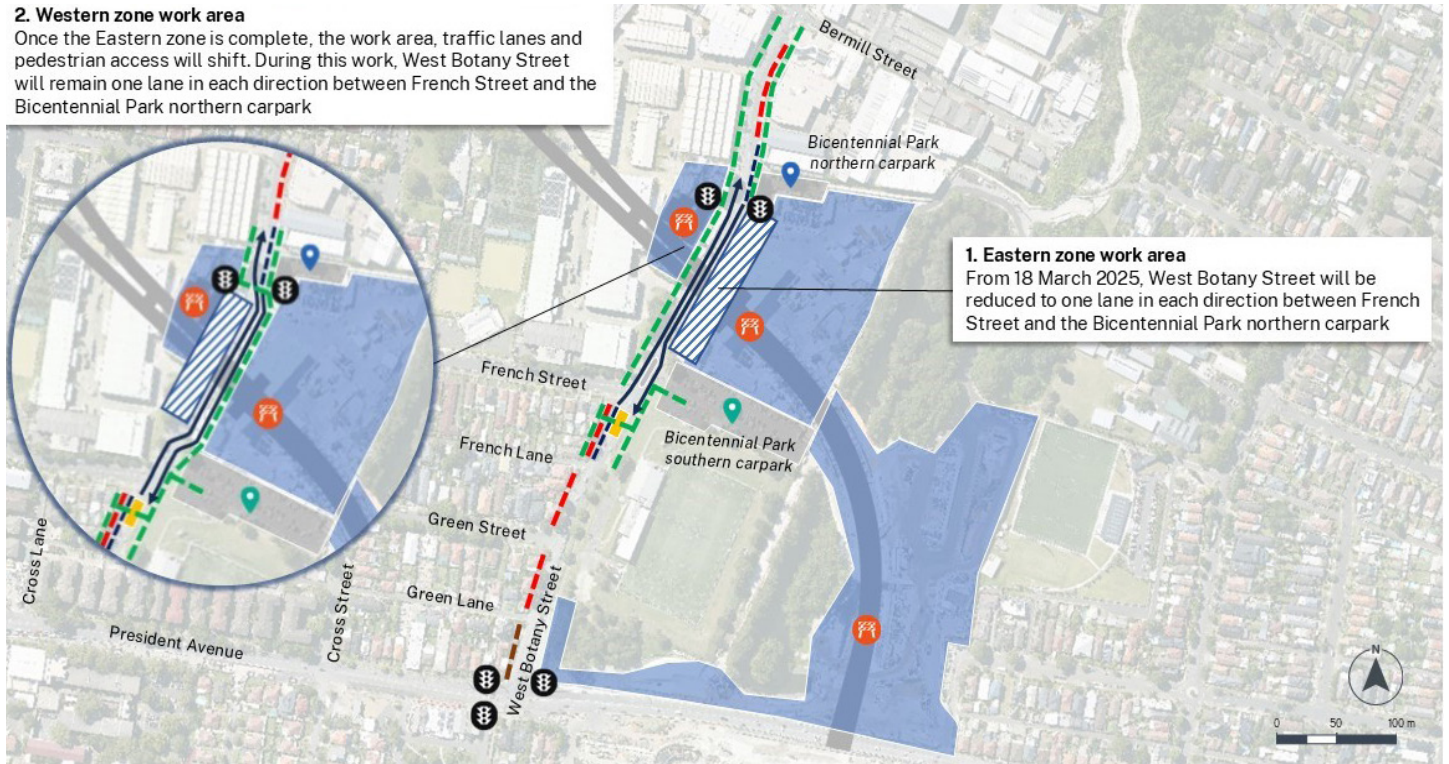 2. Western zone work area
Once the Eastern zone is complete, the work area, traffic lanes and
pedestrian access will shift. During this work, West Botany Street
will remain one lane in each direction between French Street and the
Bicentennial Park northern carpark
Bermill Street
Bicentennial Park
northern carpark
1. Eastern zone work area
From 18 March 2025, West Botany Street will be
reduced to one lane in each direction between French
Street and the Bicentennial Park northern carpark
French Street
French Lane
Bicentennial Park
southern carpark
Green Street
Cross Lane
Cross Street
Green Lane
West Botany Street
President Avenue
N
0 50 100 m